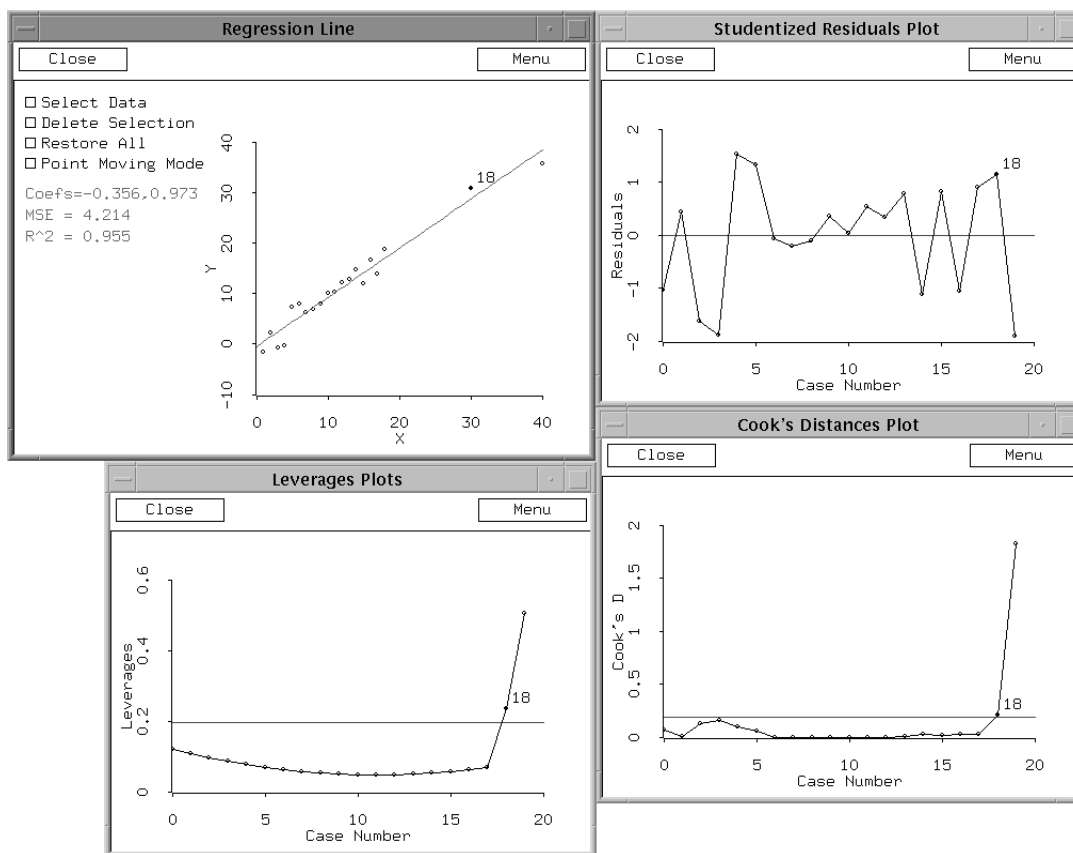 Regression Line
Close Menu
Select Data
Delete Selection
Restore All
Point Moving Mode
Coefs=-0.356,0.973
MSE = 4.214
R^2 = 0.955
40
30
20
10
0
-10
Y
18
0 10 20 30 40
X
Studentized Residuals Plot
Close Menu
2
1
0
-1
-2
Residuals
18
0 5 10 15 20
Case Number
Leverages Plots
Close Menu
0.6
0.4
0.2
0
Leverages
18
0 5 10 15 20
Case Number
Cook's Distances Plot
Close Menu
2
1.5
1
0.5
0
Cook's D
18
0 5 10 15 20
Case Number